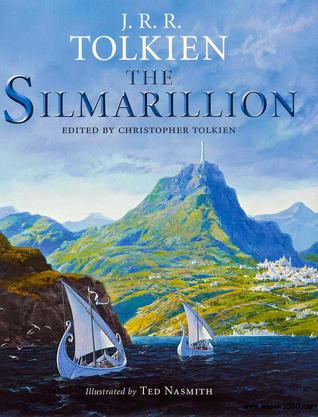 J. R. R.
TOLKIEN
THE
SILMARILLION
EDITED BY CHRISTOPHER TOLKIEN
Illustrated by TED NASMITH
www.ebook3000.com